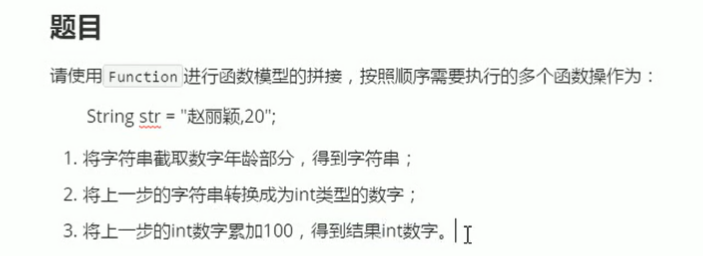 题目
请使用Function进行函数模型的拼接，按照顺序需要执行的多个函数操作为：
String str = "赵丽颖,20";
1. 将字符串截取数字年龄部分，得到字符串；
2. 将上一步的字符串转换成为int类型的数字；
3. 将上一步的int数字累加100，得到结果int数字。